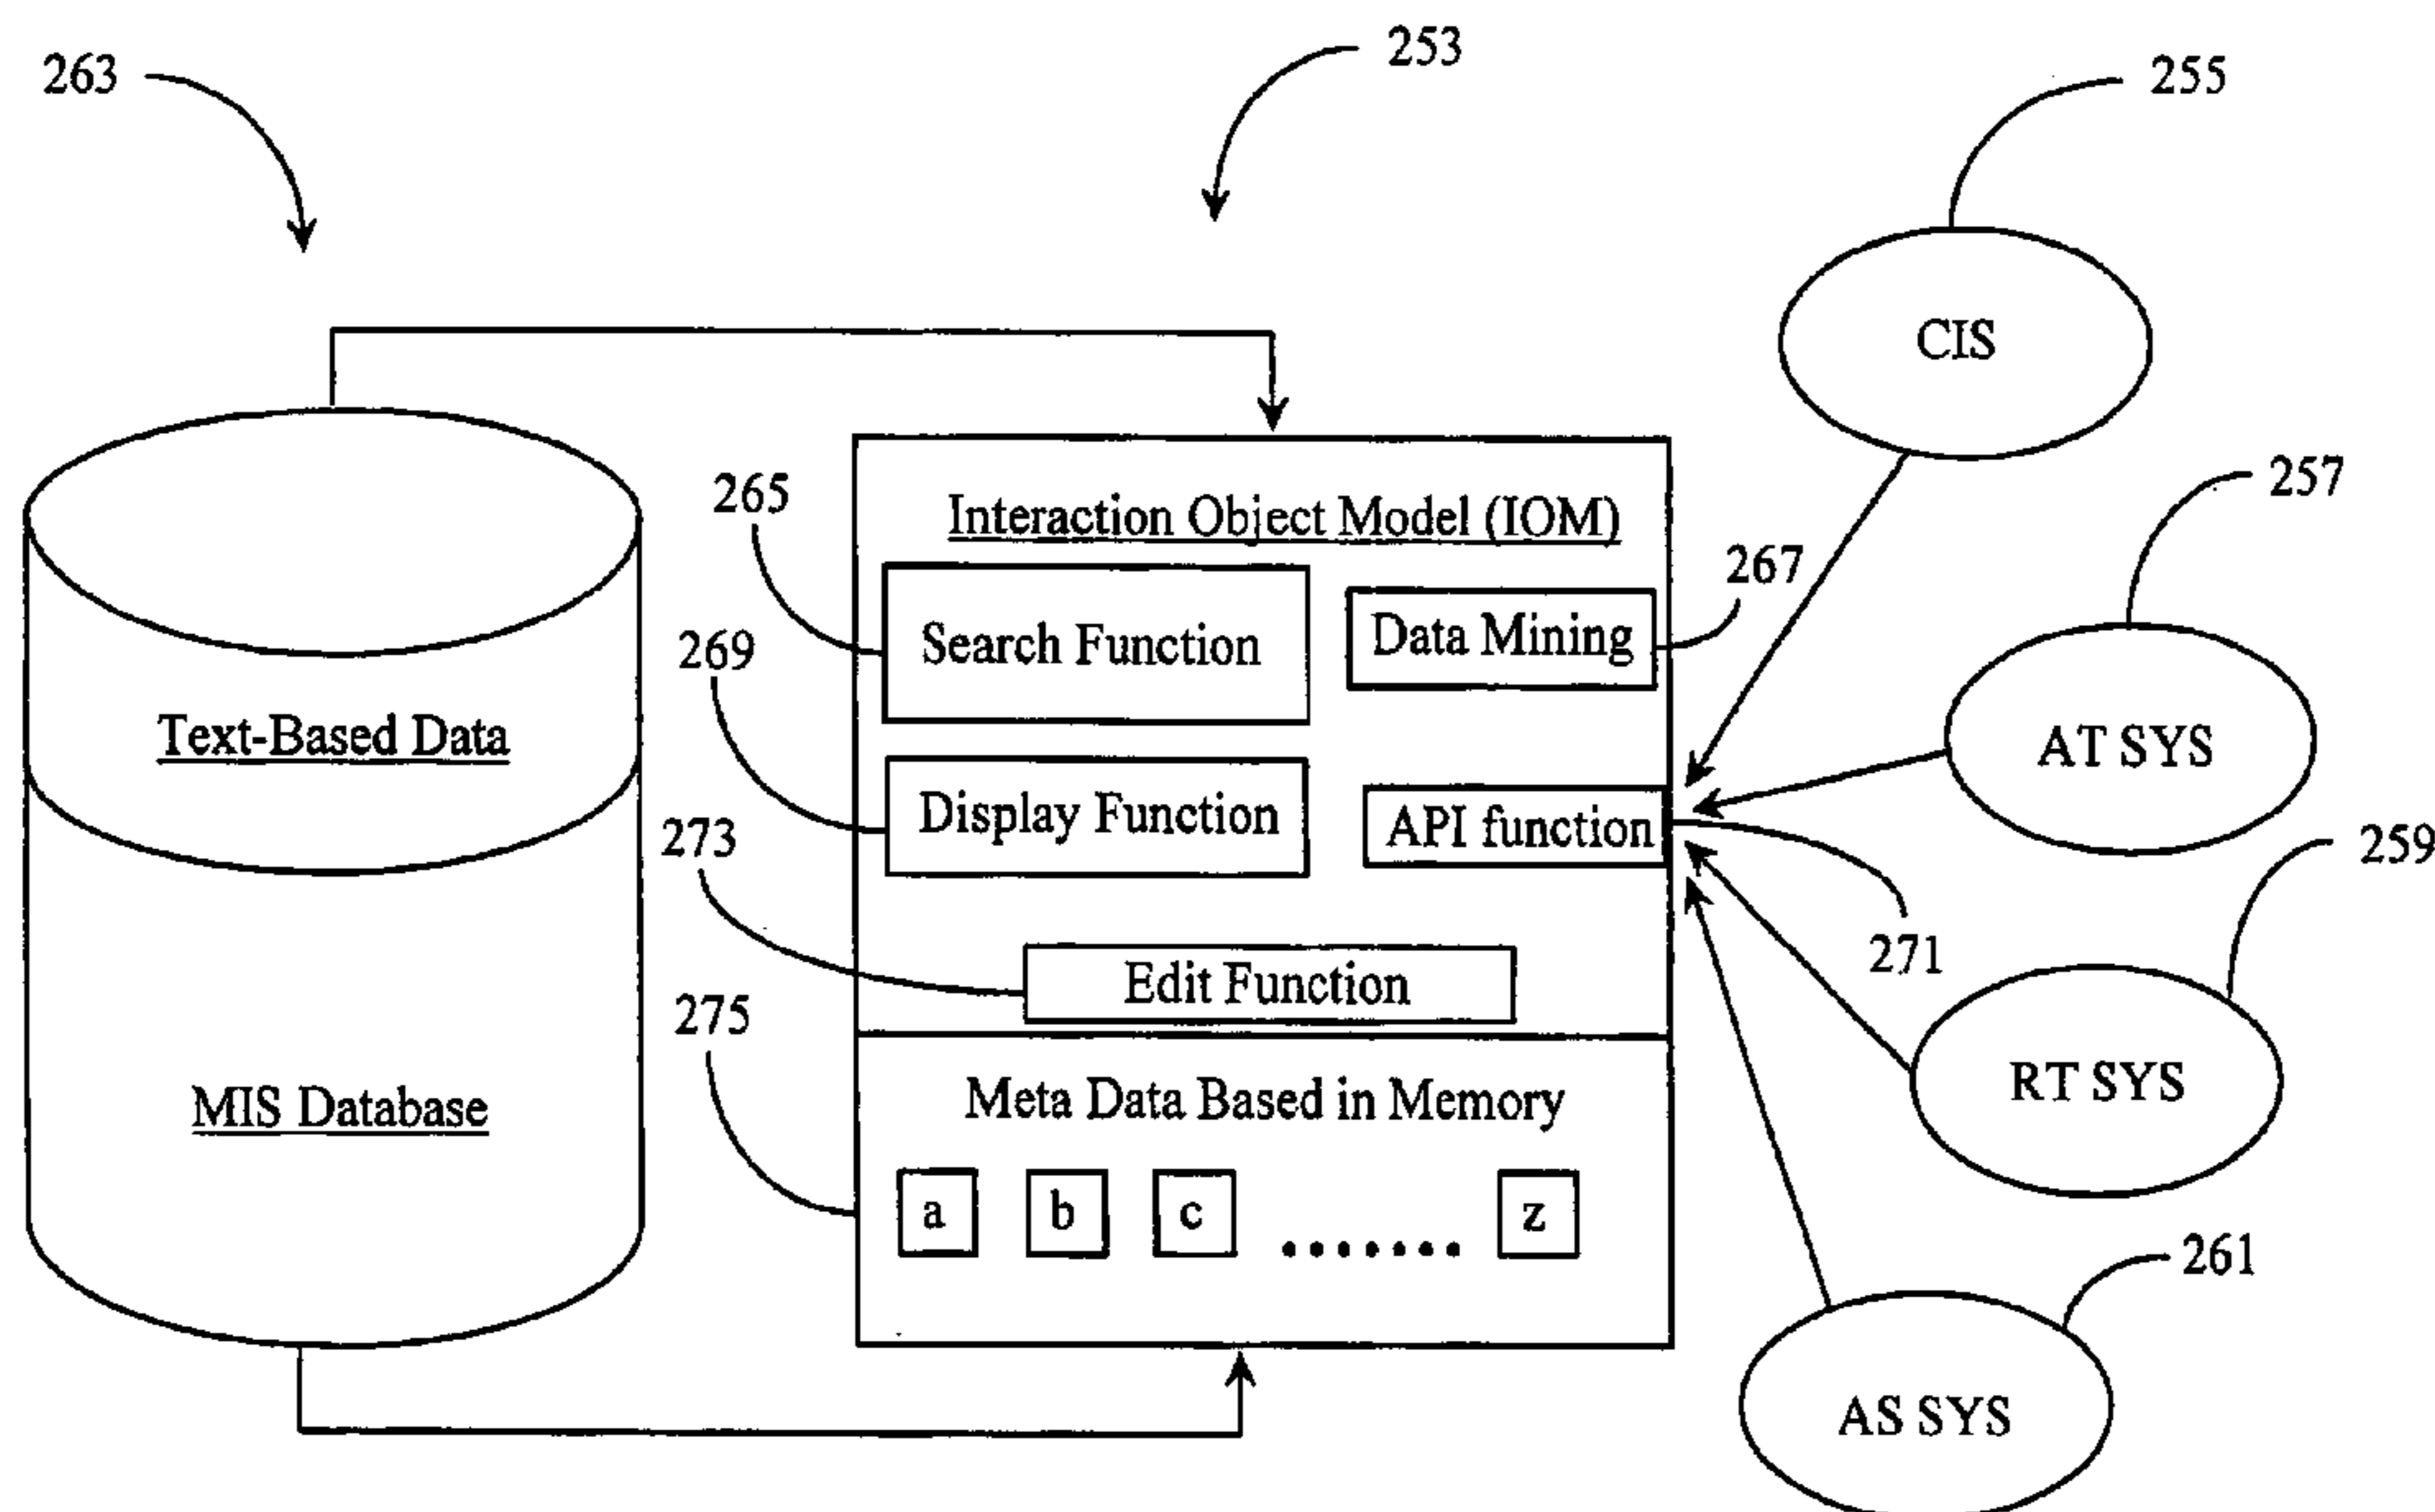 263
253
255
257
265
Interaction Object Model (IOM)
267
Search Function
Data Mining
269
Text-Based Data
CIS
AT SYS
Display Function
API function
273
259
271
Edit Function
275
RT SYS
MIS Database
Meta Data Based in Memory
a b c ....... z
261
AS SYS